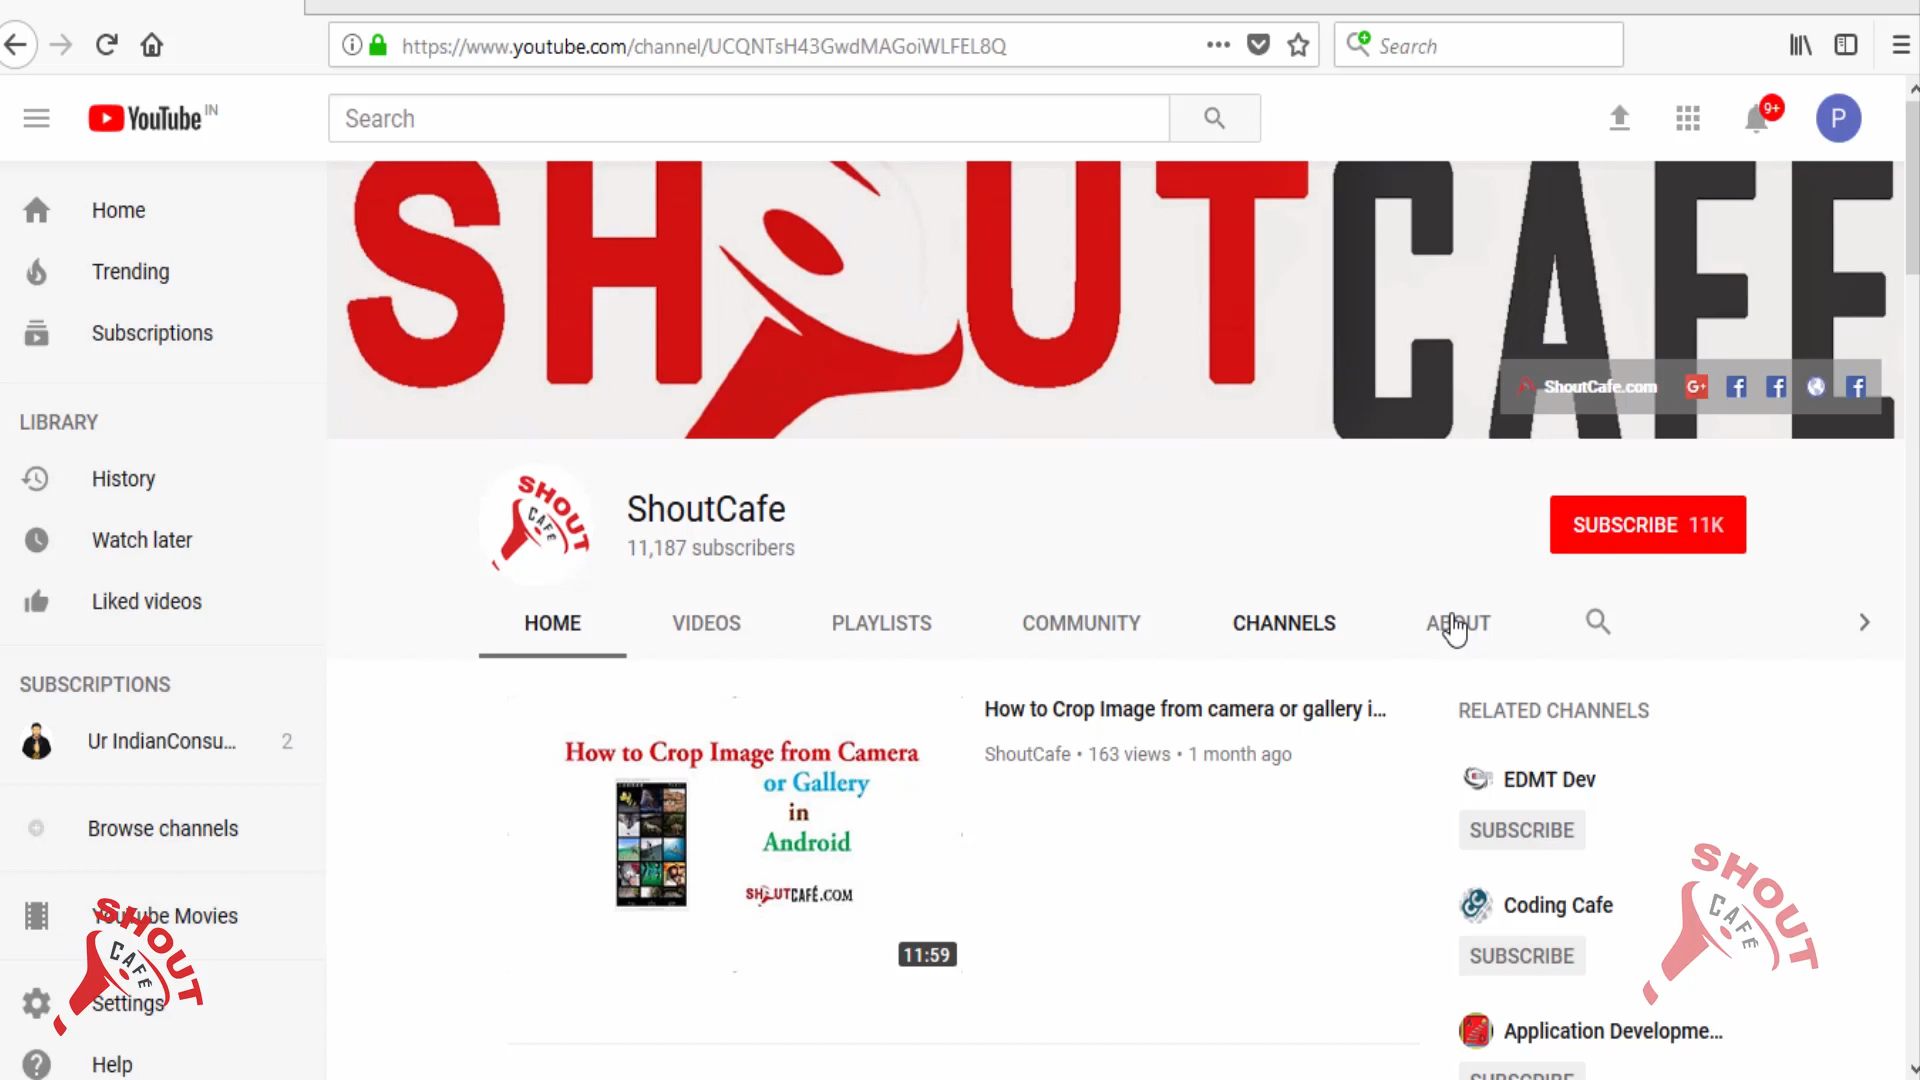 https://www.youtube.com/channel/UCQNTsH43GwdMAGoiWLFEL8Q
Search
YouTube IN
Search
9+
P
Home
Trending
Subscriptions
LIBRARY
History
Watch later
Liked videos
SUBSCRIPTIONS
Ur IndianConsu... 2
Browse channels
YouTube Movies
Settings
Help
SHOUT CAFE
SHOUTCAFE
ShoutCafe.com
G+
SHOUT CAFE
ShoutCafe
11,187 subscribers
SUBSCRIBE 11K
HOME VIDEOS PLAYLISTS COMMUNITY CHANNELS ABOUT
How to Crop Image from Camera
or Gallery
in
Android
SHOUTCAFÉ.COM
11:59
How to Crop Image from camera or gallery i...
ShoutCafe • 163 views • 1 month ago
RELATED CHANNELS
EDMT Dev
SUBSCRIBE
Coding Cafe
SUBSCRIBE
Application Developme...
SUBSCRIBE
SHOUT CAFE